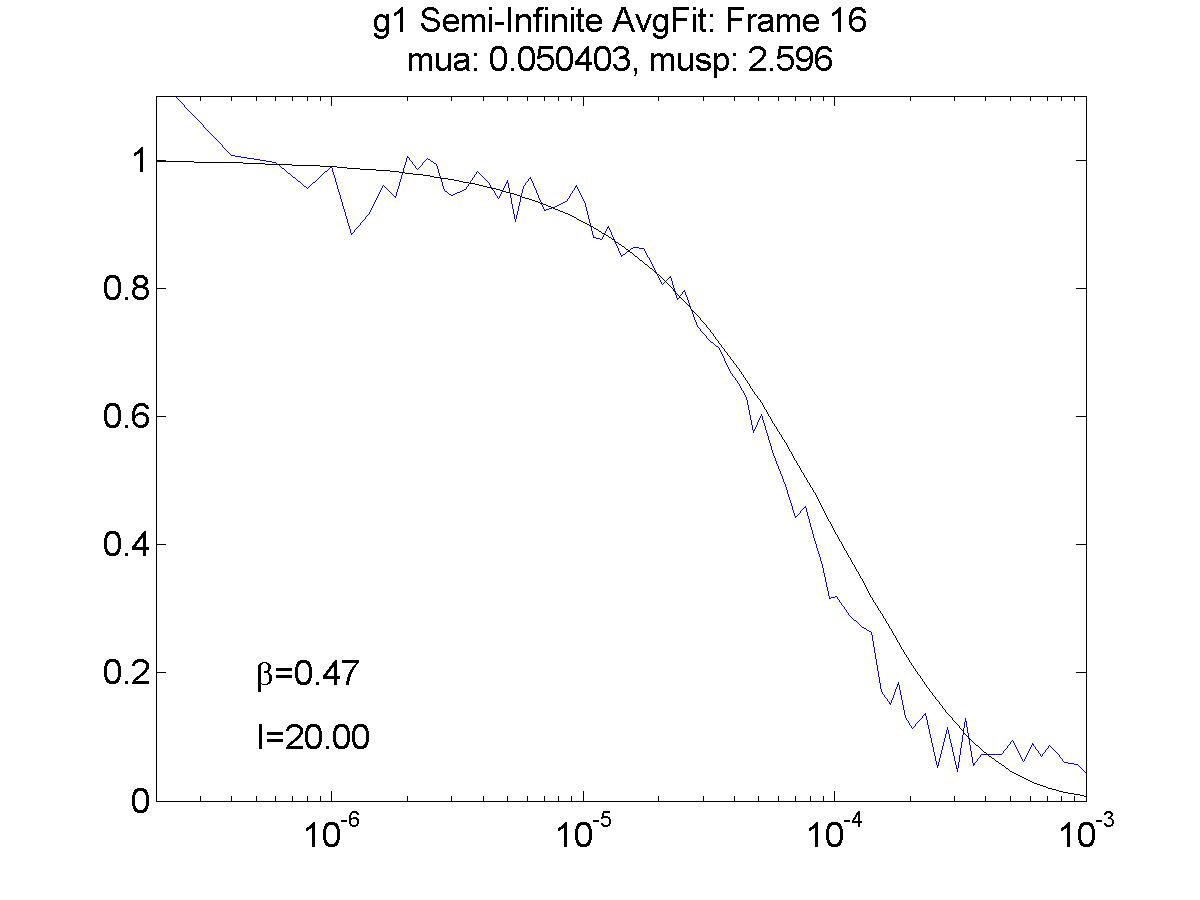 g1 Semi-Infinite AvgFit: Frame 16
mua: 0.050403, musp: 2.596
1
0.8
0.6
0.4
0.2
0
β=0.47
I=20.00
10^-6
10^-5
10^-4
10^-3